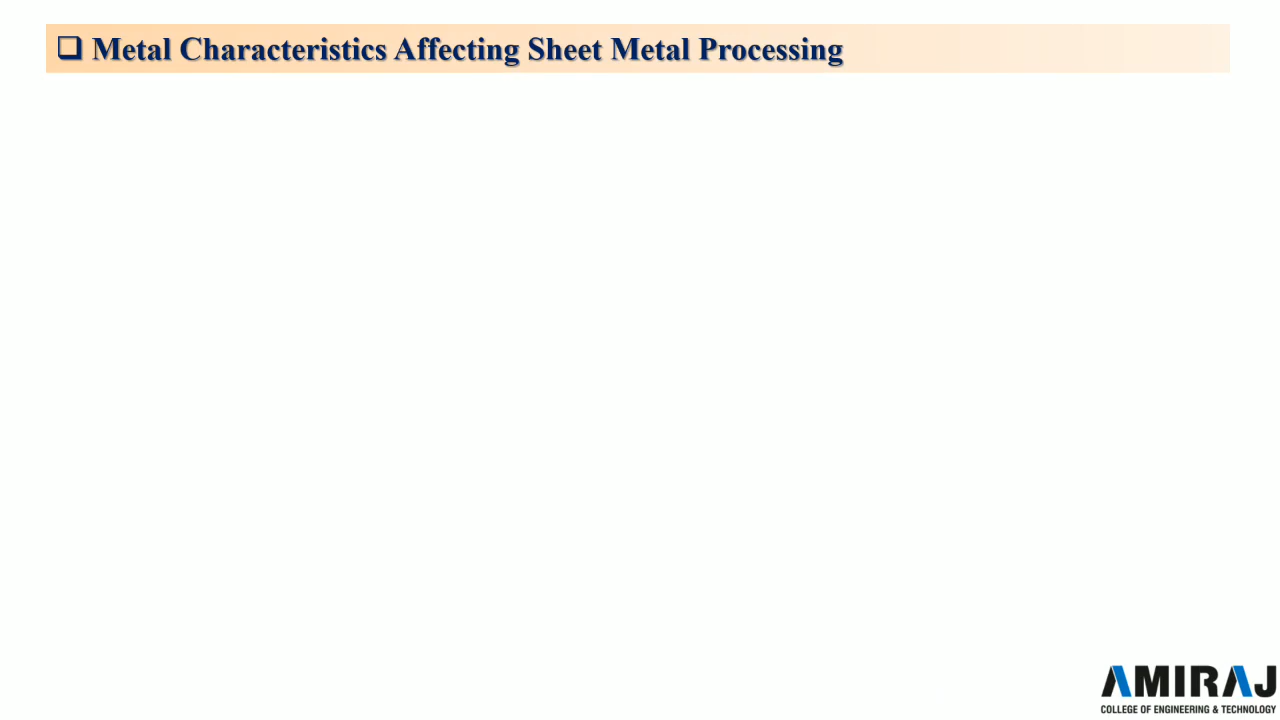 Metal Characteristics Affecting Sheet Metal Processing
AMIRAJ
COLLEGE OF ENGINEERING & TECHNOLOGY